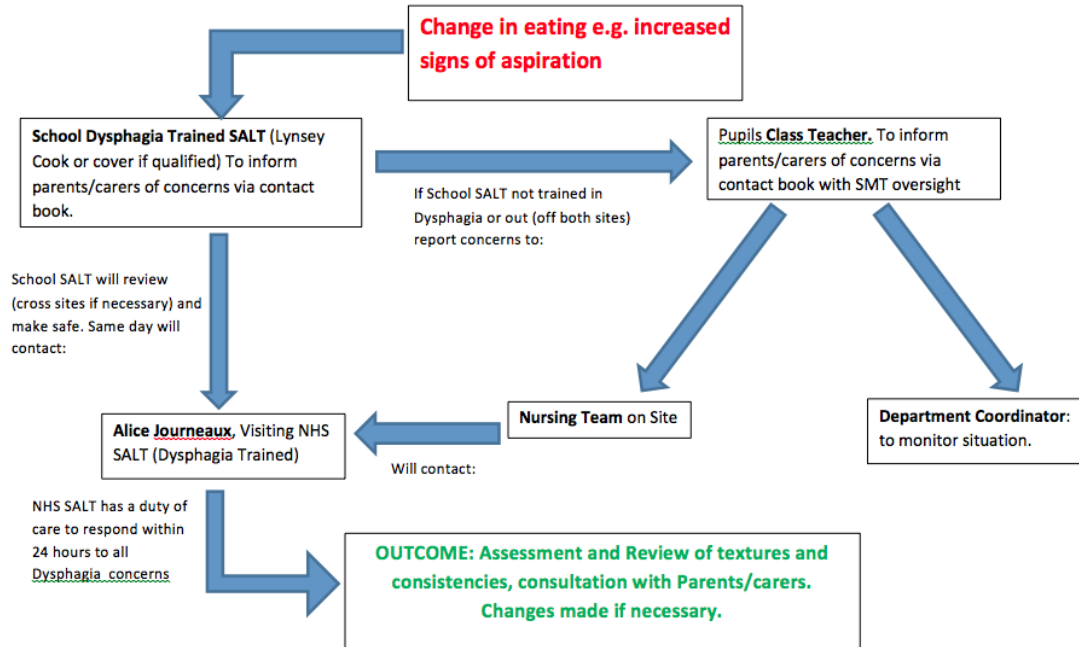 Change in eating e.g. increased
signs of aspiration
School Dysphagia Trained SALT (Lynsey
Cook or cover if qualified) To inform
parents/carers of concerns via contact
book.
Pupils Class Teacher. To inform
parents/carers of concerns via
contact book with SMT oversight
If School SALT not trained in
Dysphagia or out (off both sites)
report concerns to:
School SALT will review
(cross sites if necessary) and
make safe. Same day will
contact:
Nursing Team on Site
Department Coordinator:
to monitor situation.
Alice Journeaux, Visiting NHS
SALT (Dysphagia Trained)
Will contact:
NHS SALT has a duty of
care to respond within
24 hours to all
Dysphagia concerns
OUTCOME: Assessment and Review of textures and
consistencies, consultation with Parents/carers.
Changes made if necessary.